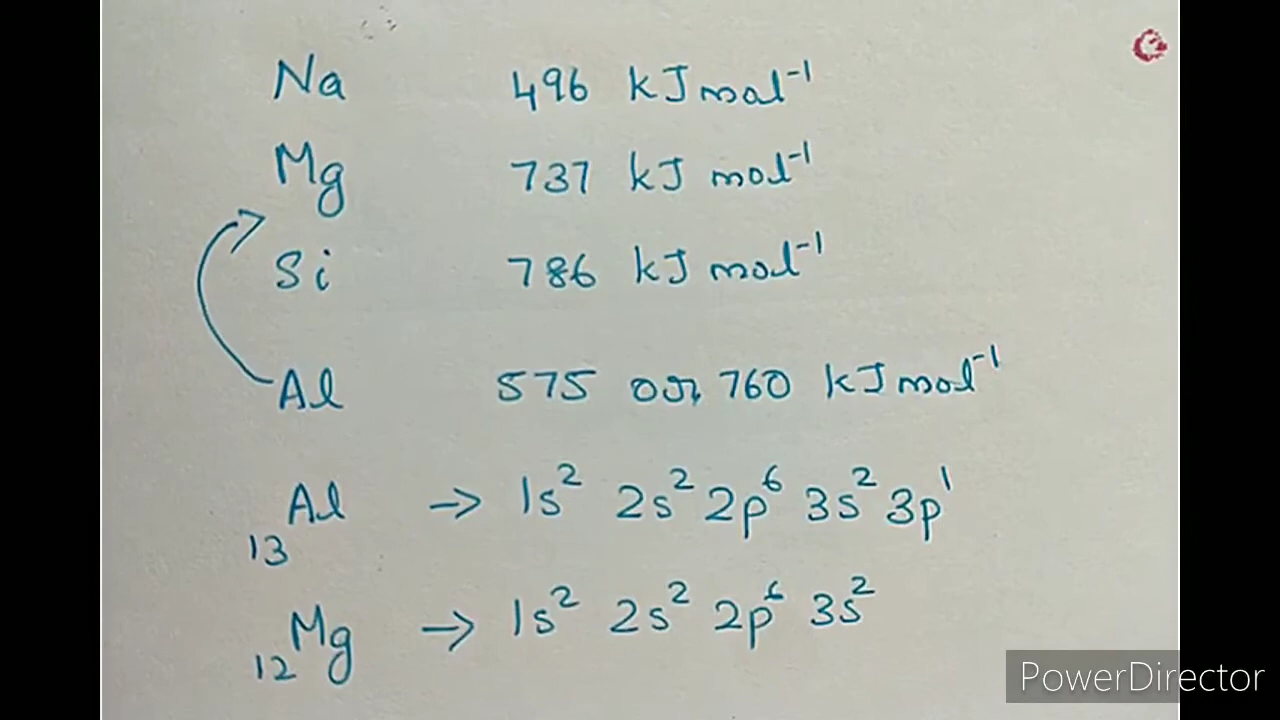 Na 496 kJ mol⁻¹
Mg 737 kJ mol⁻¹
Si 786 kJ mol⁻¹
Al 575 or 760 kJ mol⁻¹
₁₃Al → 1s² 2s² 2p⁶ 3s² 3p¹
₁₂Mg → 1s² 2s² 2p⁶ 3s²
PowerDirector